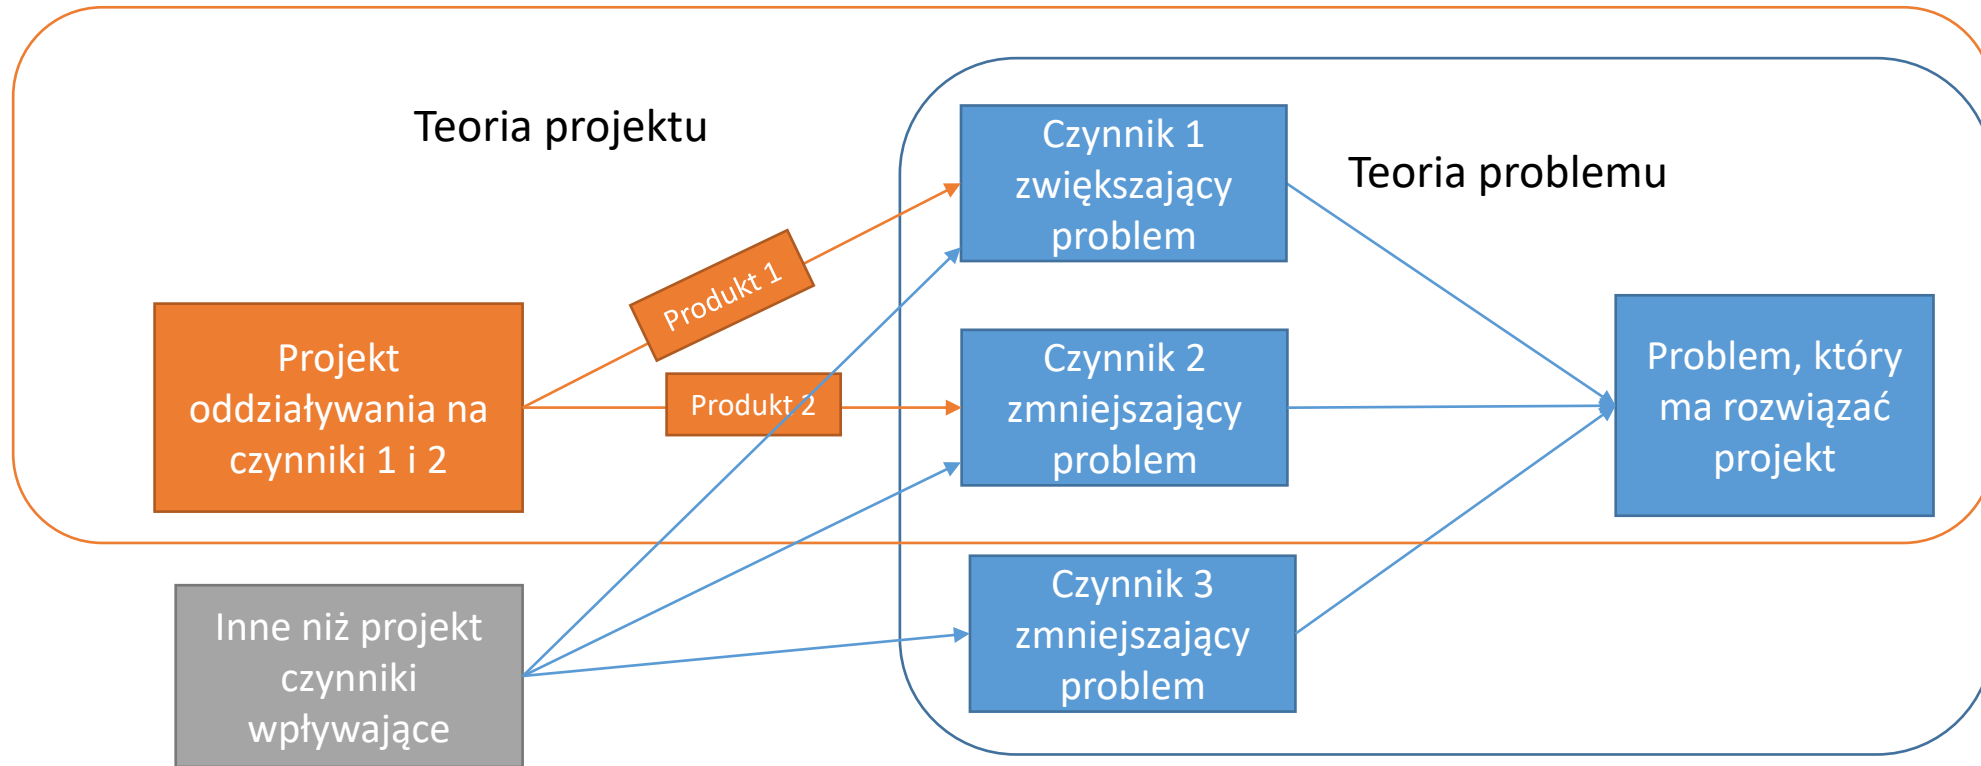 Teoria projektu
Teoria problemu
Czynnik 1
zwiększający
problem
Produkt 1
Projekt
oddziaływania na
czynniki 1 i 2
Produkt 2
Czynnik 2
zmniejszający
problem
Problem, który
ma rozwiązać
projekt
Inne niż projekt
czynniki
wpływające
Czynnik 3
zmniejszający
problem